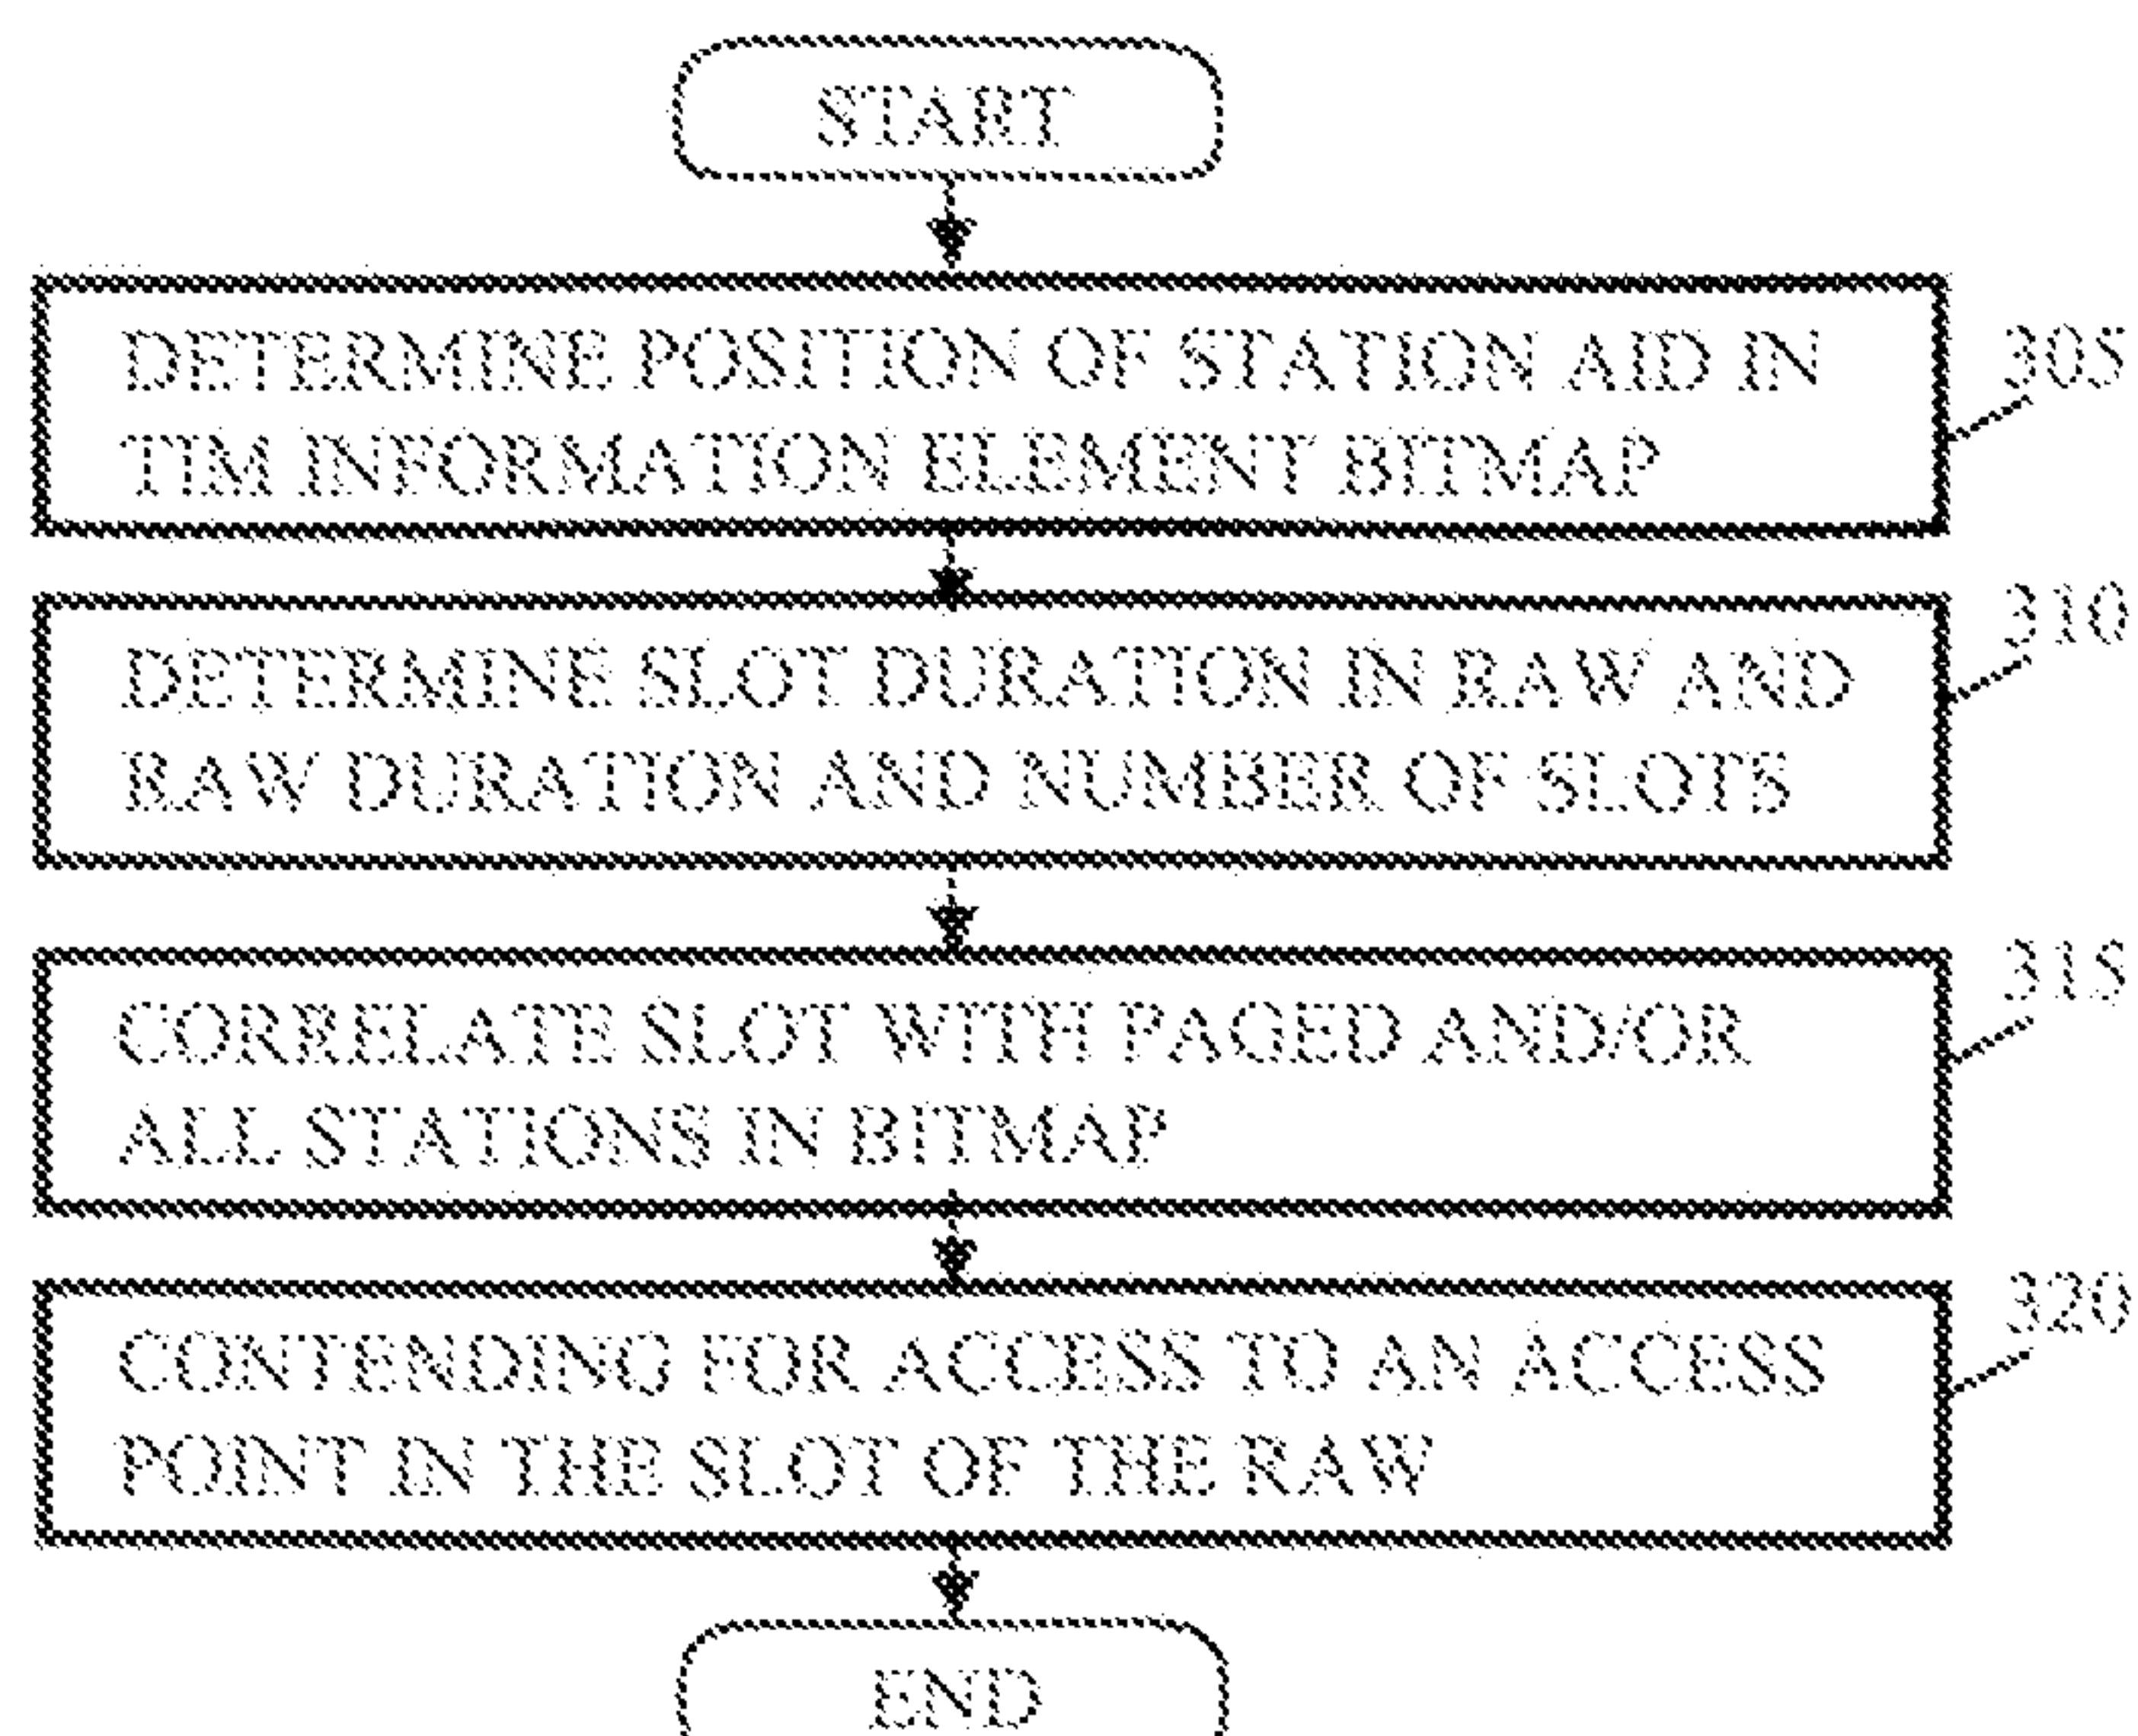 START
DETERMINE POSITION OF STATION AID IN
TIM INFORMATION ELEMENT BITMAP
305
DETERMINE SLOT DURATION IN RAW AND
RAW DURATION AND NUMBER OF SLOTS
310
CORRELATE SLOT WITH PAGED AND/OR
ALL STATIONS IN BITMAP
315
CONTENDING FOR ACCESS TO AN ACCESS
POINT IN THE SLOT OF THE RAW
320
END